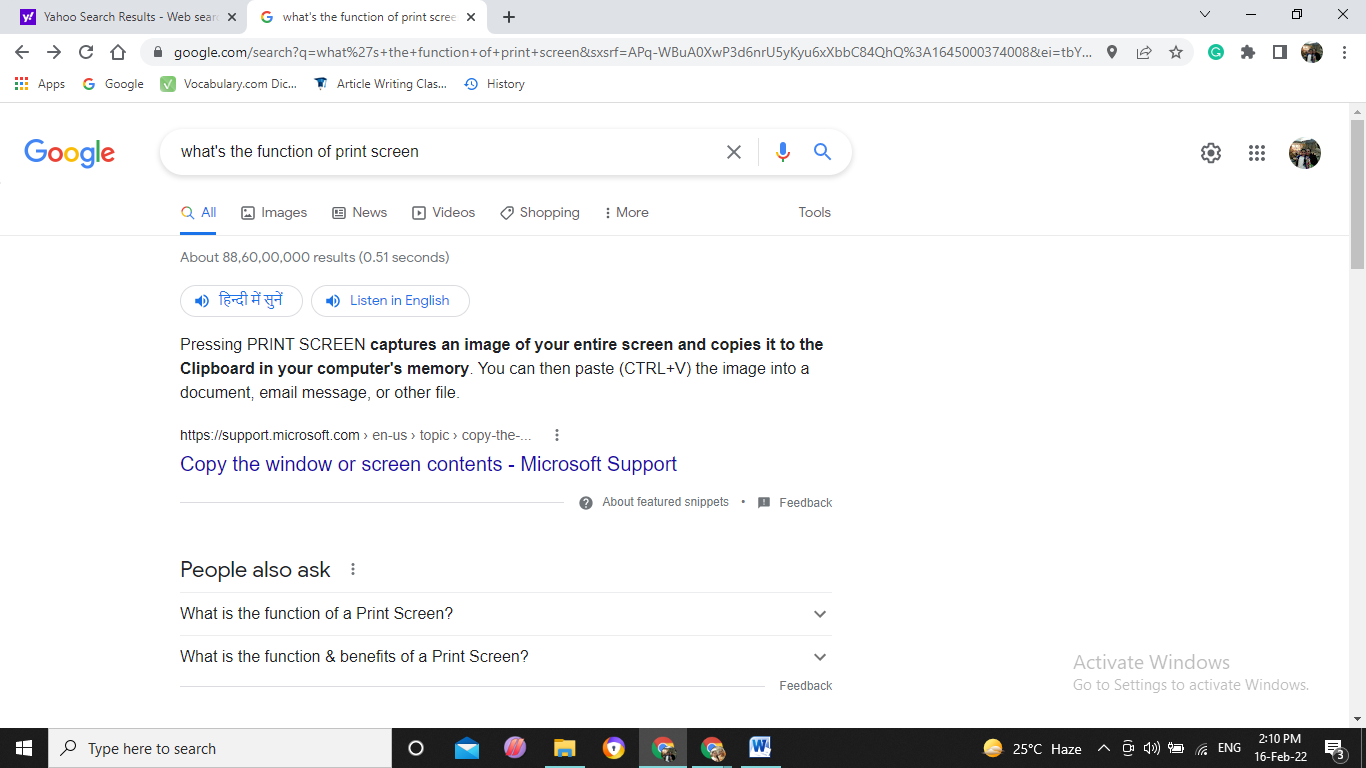 Yahoo Search Results - Web sear
what's the function of print scree
google.com/search?q=what%27s+the+function+of+print+screen&sxsrf=APq-WBuA0XwP3d6nrU5yKyu6xXbbC84QhQ%3A1645000374008&ei=tbY...
Apps Google Vocabulary.com Dic... Article Writing Clas... History
Google
what's the function of print screen
All Images News Videos Shopping More Tools
About 88,60,00,000 results (0.51 seconds)
हिन्दी में सुनें Listen in English
Pressing PRINT SCREEN captures an image of your entire screen and copies it to the
Clipboard in your computer's memory. You can then paste (CTRL+V) the image into a
document, email message, or other file.
https://support.microsoft.com › en-us › topic › copy-the-...
Copy the window or screen contents - Microsoft Support
About featured snippets • Feedback
People also ask
What is the function of a Print Screen?
What is the function & benefits of a Print Screen?
Feedback
Activate Windows
Go to Settings to activate Windows.
Type here to search
25°C Haze
ENG
2:10 PM
16-Feb-22
3